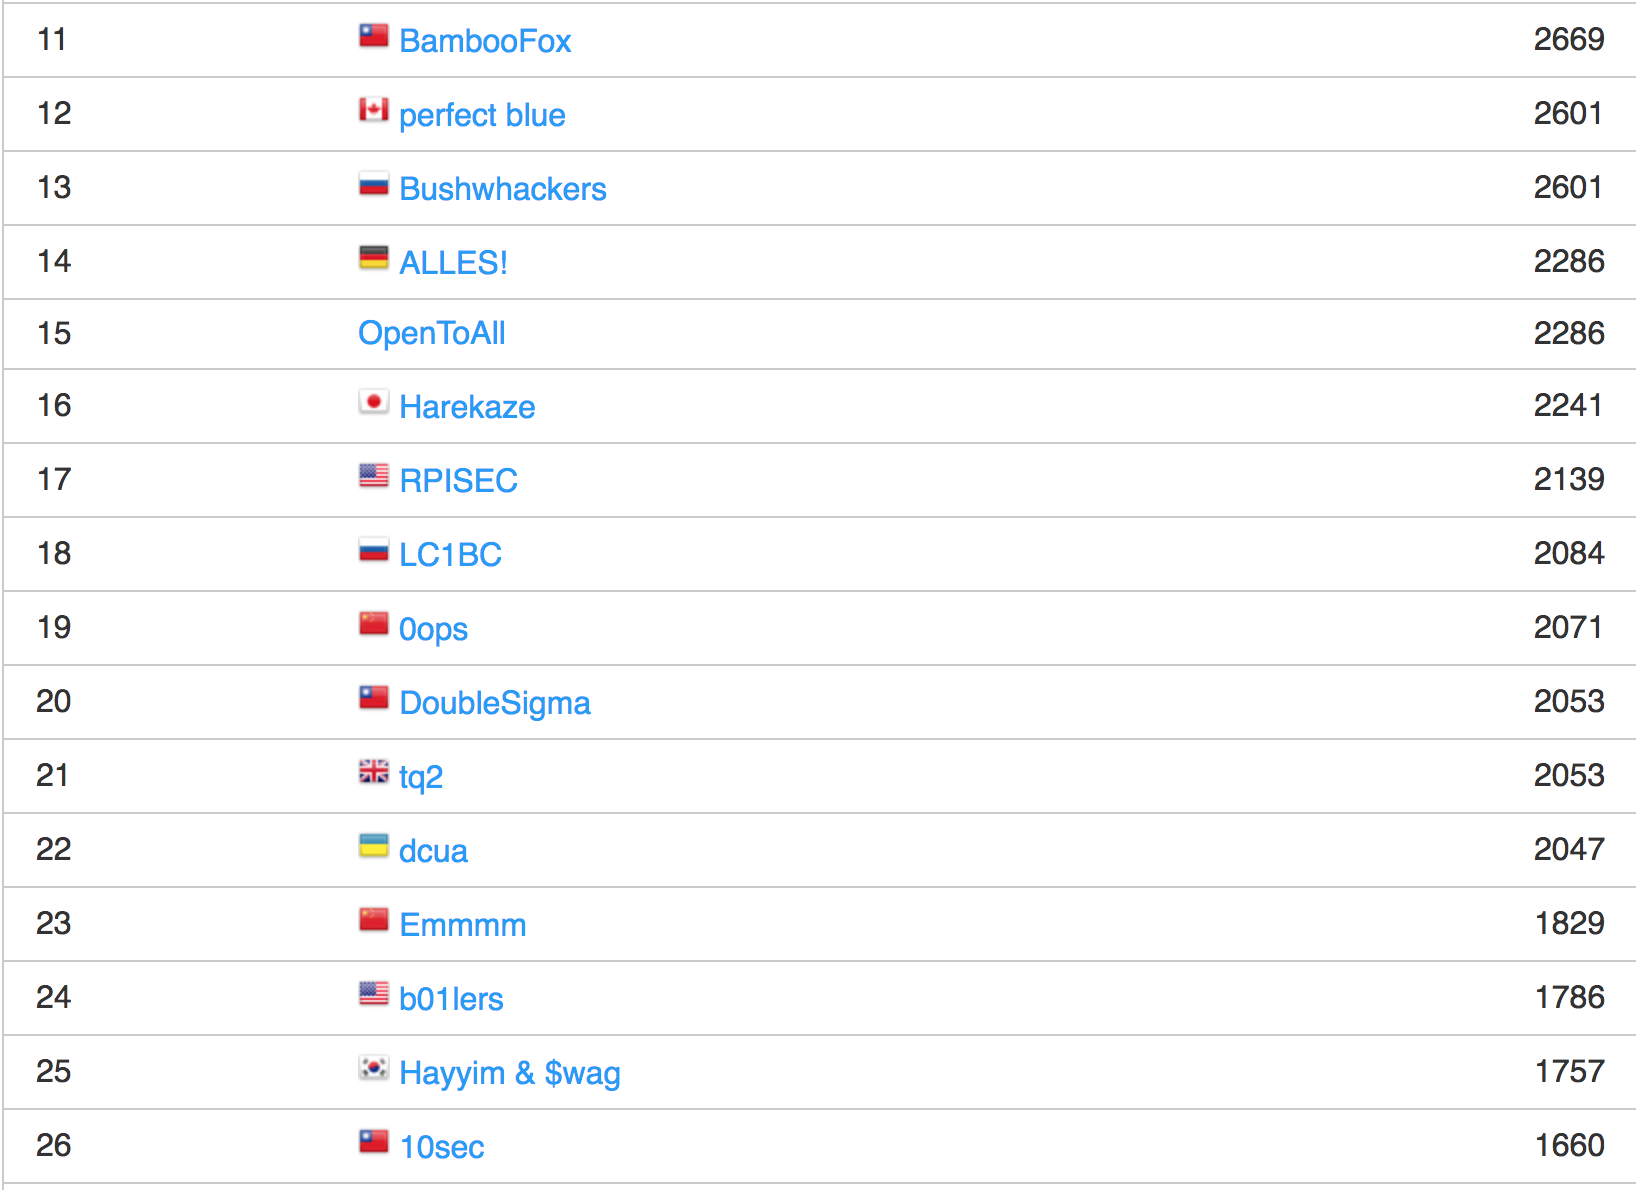 11 BambooFox 2669
12 perfect blue 2601
13 Bushwhackers 2601
14 ALLES! 2286
15 OpenToAll 2286
16 Harekaze 2241
17 RPISEC 2139
18 LC1BC 2084
19 0ops 2071
20 DoubleSigma 2053
21 tq2 2053
22 dcua 2047
23 Emmmm 1829
24 b01lers 1786
25 Hayyim & $wag 1757
26 10sec 1660